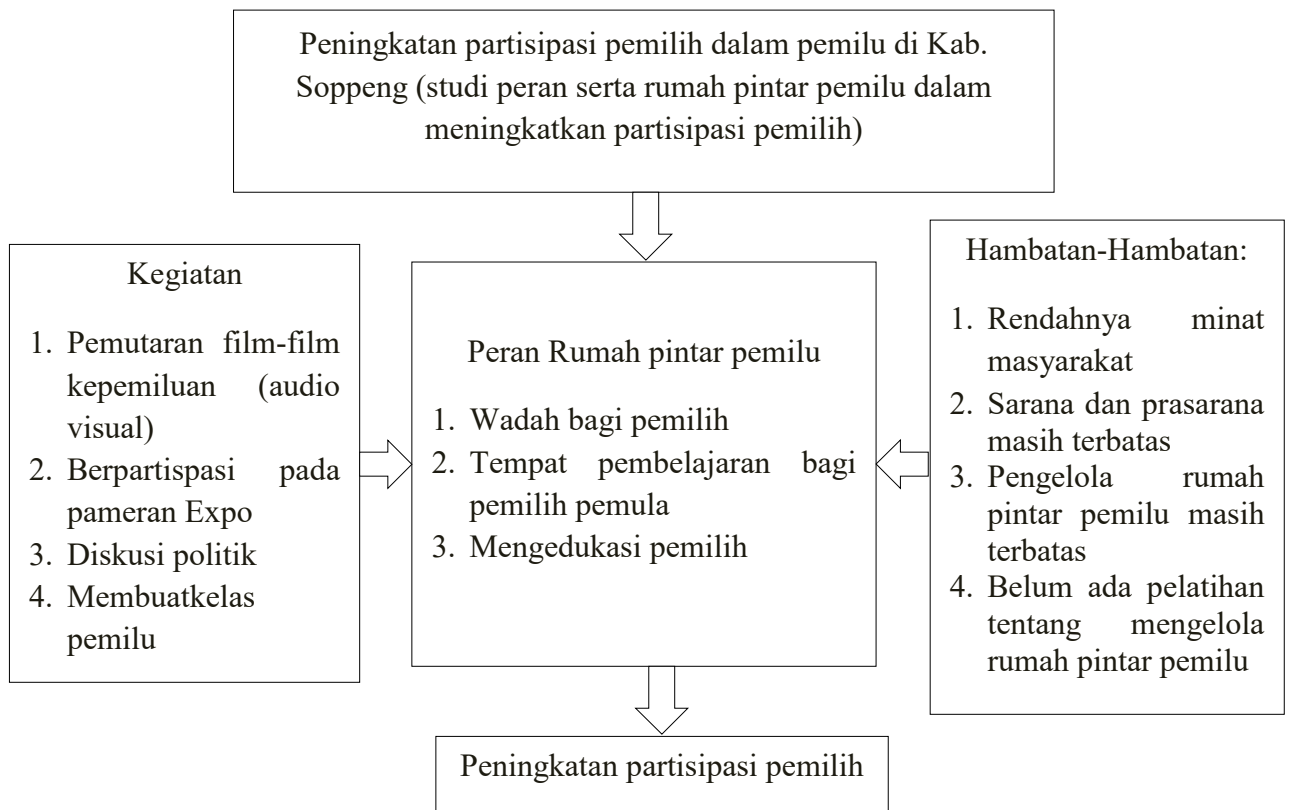 Peningkatan partisipasi pemilih dalam pemilu di Kab.
Soppeng (studi peran serta rumah pintar pemilu dalam
meningkatkan partisipasi pemilih)
Kegiatan
1. Pemutaran film-film
kepemiluan (audio
visual)
2. Berpartispasi pada
pameran Expo
3. Diskusi politik
4. Membuatkelas
pemilu
Peran Rumah pintar pemilu
1. Wadah bagi pemilih
2. Tempat pembelajaran bagi
pemilih pemula
3. Mengedukasi pemilih
Hambatan-Hambatan:
1. Rendahnya minat
masyarakat
2. Sarana dan prasarana
masih terbatas
3. Pengelola rumah
pintar pemilu masih
terbatas
4. Belum ada pelatihan
tentang mengelola
rumah pintar pemilu
Peningkatan partisipasi pemilih